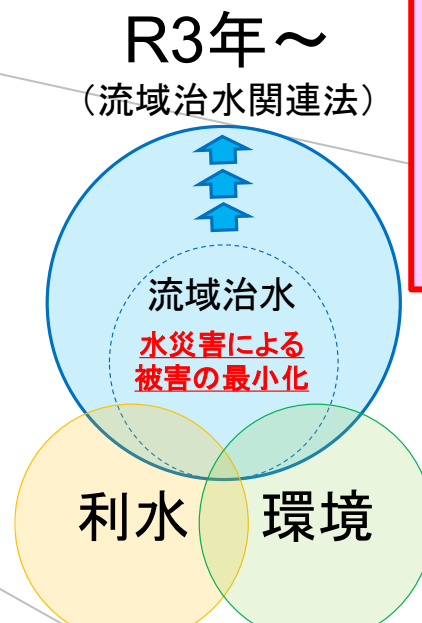 R3年～
（流域治水関連法）
流域治水
水災害による
被害の最小化
利水
環境